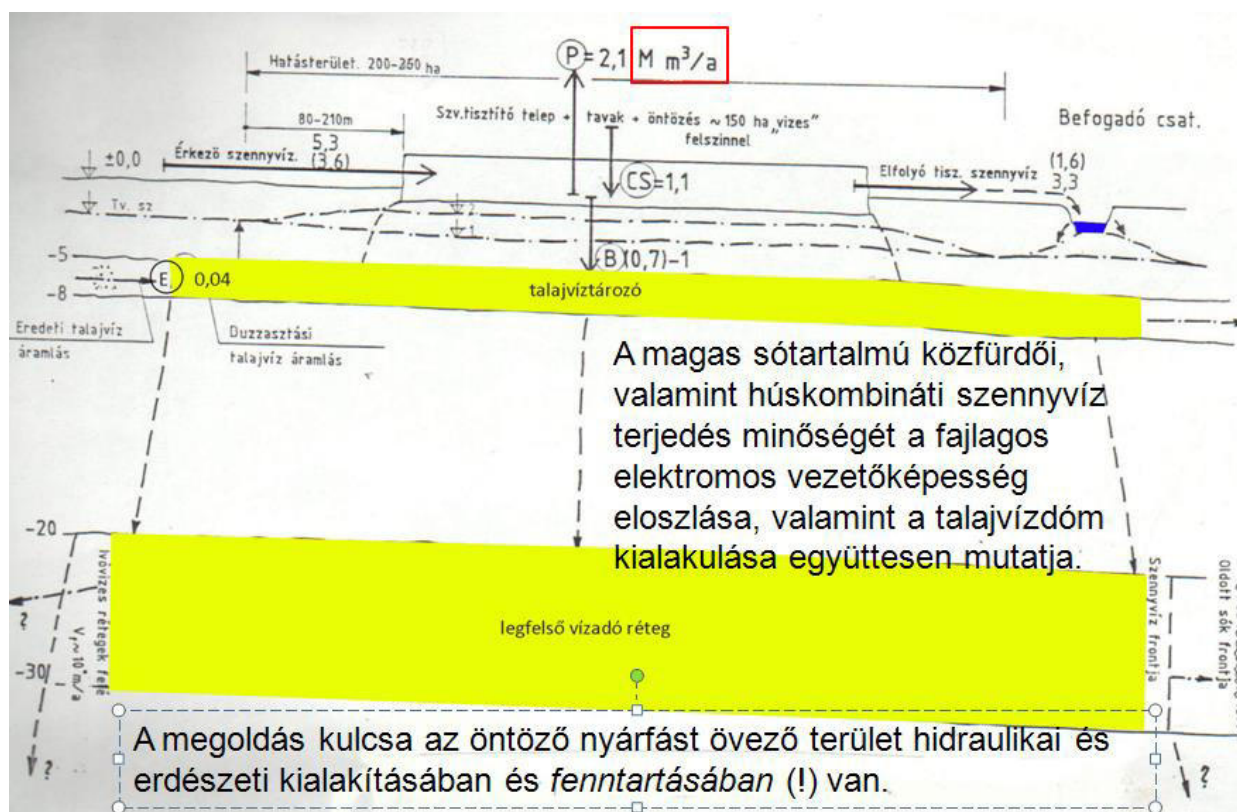 P = 2,1 M m³/a
Hatásterület. 200-250 ha
Szv.tisztító telep + tavak + öntözés ~ 150 ha „vizes”
felszinnel
Befogadó csat.
80-210m
5,3
(3,6)
Érkező szennyvíz.
±0,0
CS=1,1
Elfolyó tisz. szennyvíz
(1,6)
3,3
Tv. sz
2
1
B (0,7)-1
-5
E 0,04
talajvíztározó
-8
Eredeti talajvíz
áramlás
Duzzasztási
talajvíz áramlás
A magas sótartalmú közfürdői,
valamint húskombináti szennyvíz
terjedés minőségét a fajlagos
elektromos vezetőképesség
eloszlása, valamint a talajvízdóm
kialakulása együttesen mutatja.
-20
Ivóvizes rétegek felé
?
-30
?
legfelső vízadó réteg
Szennyvíz frontja
Oldott sók frontja
?
A megoldás kulcsa az öntöző nyárfást övező terület hidraulikai és
erdészeti kialakításában és fenntartásában (!) van.